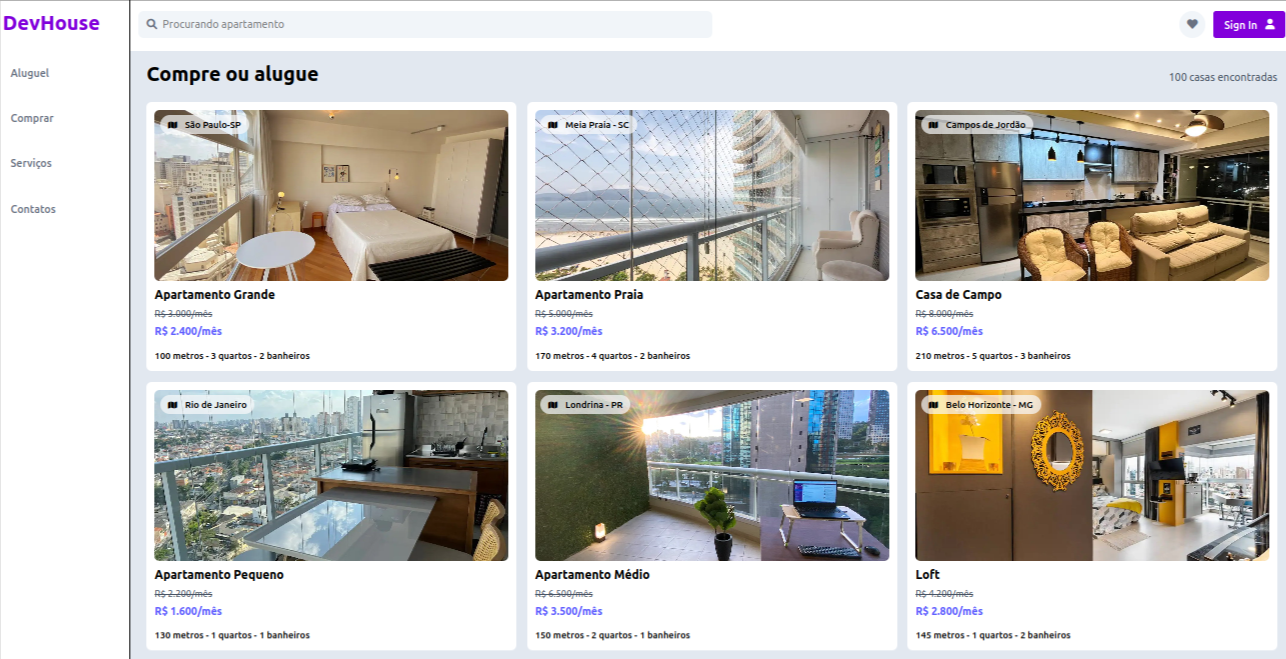 DevHouse
Procurando apartamento
Sign In
Aluguel
Comprar
Serviços
Contatos
Compre ou alugue
100 casas encontradas
São Paulo-SP
Apartamento Grande
R$ 3.000/mês
R$ 2.400/mês
100 metros - 3 quartos - 2 banheiros
Meia Praia - SC
Apartamento Praia
R$ 5.000/mês
R$ 3.200/mês
170 metros - 4 quartos - 2 banheiros
Campos de Jordão
Casa de Campo
R$ 8.000/mês
R$ 6.500/mês
210 metros - 5 quartos - 3 banheiros
Rio de Janeiro
Apartamento Pequeno
R$ 2.200/mês
R$ 1.600/mês
130 metros - 1 quartos - 1 banheiros
Londrina - PR
Apartamento Médio
R$ 6.500/mês
R$ 3.500/mês
150 metros - 2 quartos - 1 banheiros
Belo Horizonte - MG
Loft
R$ 4.200/mês
R$ 2.800/mês
145 metros - 1 quartos - 2 banheiros